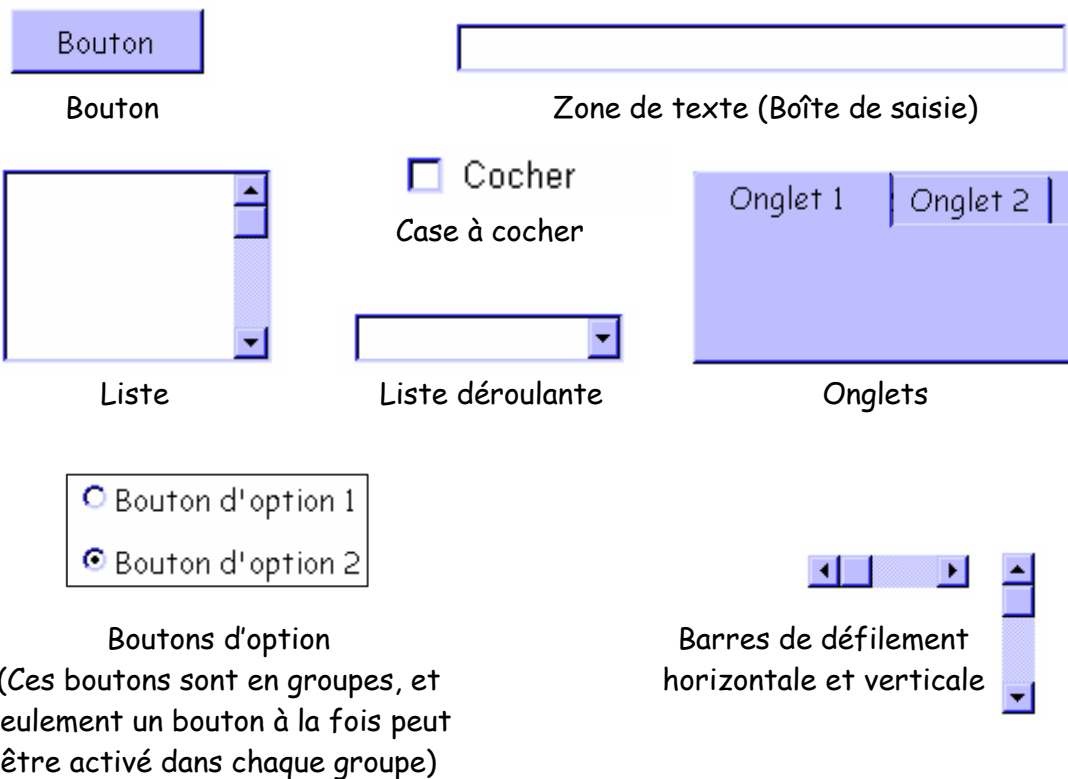 Bouton
Bouton
Zone de texte (Boîte de saisie)
Cocher
Case à cocher
Onglet 1
Onglet 2
Liste
Liste déroulante
Onglets
Bouton d'option 1
Bouton d'option 2
Boutons d'option
(Ces boutons sont en groupes, et
eulement un bouton à la fois peut
être activé dans chaque groupe)
Barres de défilement
horizontale et verticale